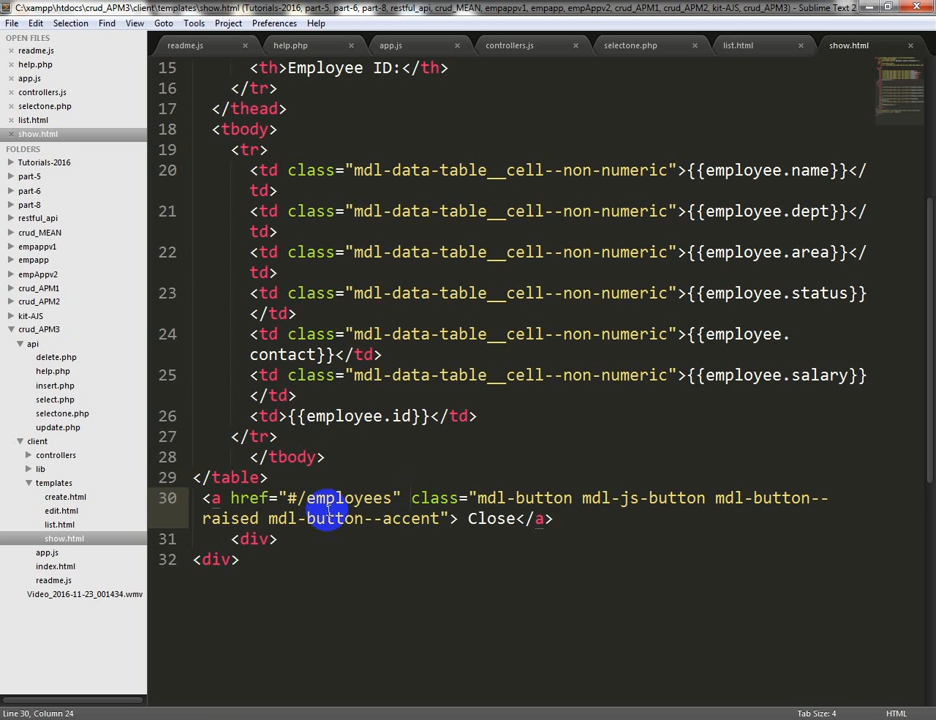 C:\xampp\htdocs\crud_APM3\client\templates\show.html (Tutorials-2016, part-5, part-6, part-8, restful_api, crud_MEAN, empappv1, empapp, empAppv2, crud_APM1, crud_APM2, kit-AJS, crud_APM3) - Sublime Text 2
File Edit Selection Find View Goto Tools Project Preferences Help
OPEN FILES
× readme.js
× help.php
× app.js
× controllers.js
× selectone.php
× list.html
× show.html
FOLDERS
Tutorials-2016
part-5
part-6
part-8
restful_api
crud_MEAN
empappv1
empapp
empAppv2
crud_APM1
crud_APM2
kit-AJS
crud_APM3
api
delete.php
help.php
insert.php
select.php
selectone.php
update.php
client
controllers
lib
templates
create.html
edit.html
list.html
show.html
app.js
index.html
readme.js
Video_2016-11-23_001434.wmv
readme.js × help.php × app.js × controllers.js × selectone.php × list.html × show.html ×
15 <th>Employee ID:</th>
16 </tr>
17 </thead>
18 <tbody>
19 <tr>
20 <td class="mdl-data-table__cell--non-numeric">{{employee.name}}</
td>
21 <td class="mdl-data-table__cell--non-numeric">{{employee.dept}}</
td>
22 <td class="mdl-data-table__cell--non-numeric">{{employee.area}}</
td>
23 <td class="mdl-data-table__cell--non-numeric">{{employee.status}}
</td>
24 <td class="mdl-data-table__cell--non-numeric">{{employee.
contact}}</td>
25 <td class="mdl-data-table__cell--non-numeric">{{employee.salary}}
</td>
26 <td>{{employee.id}}</td>
27 </tr>
28 </tbody>
29 </table>
30 <a href="#/employees" class="mdl-button mdl-js-button mdl-button--
raised mdl-button--accent"> Close</a>
31 <div>
32 <div>
Line 30, Column 24 Tab Size: 4 HTML